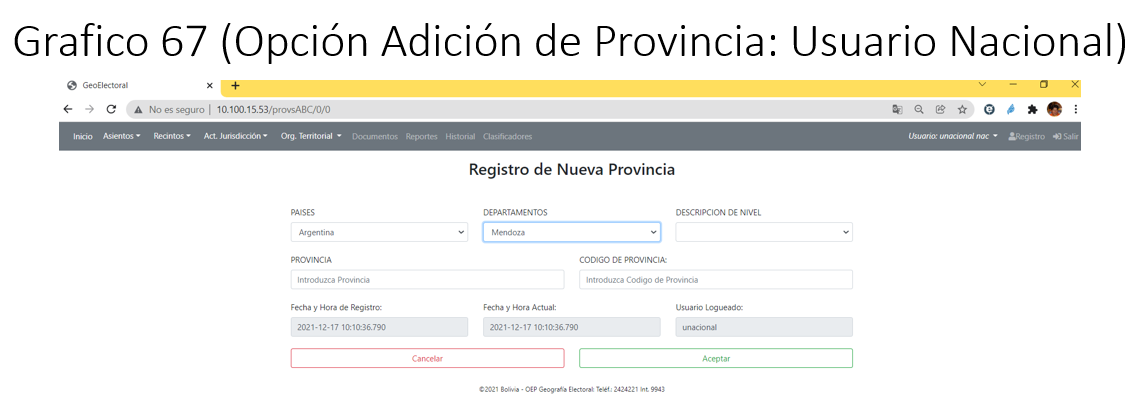 Grafico 67 (Opción Adición de Provincia: Usuario Nacional)
GeoElectoral
No es seguro | 10.100.15.53/provsABC/0/0
Inicio Asientos Recintos Act. Jurisdicción Org. Territorial Documentos Reportes Historial Clasificadores Usuario: unacional nac Registro Salir
Registro de Nueva Provincia
PAISES DEPARTAMENTOS DESCRIPCION DE NIVEL
Argentina Mendoza
PROVINCIA CODIGO DE PROVINCIA:
Introduzca Provincia Introduzca Codigo de Provincia
Fecha y Hora de Registro: Fecha y Hora Actual: Usuario Logueado:
2021-12-17 10:10:36.790 2021-12-17 10:10:36.790 unacional
Cancelar Aceptar
©2021 Bolivia - OEP Geografía Electoral: Teléf.: 2424221 Int. 9943